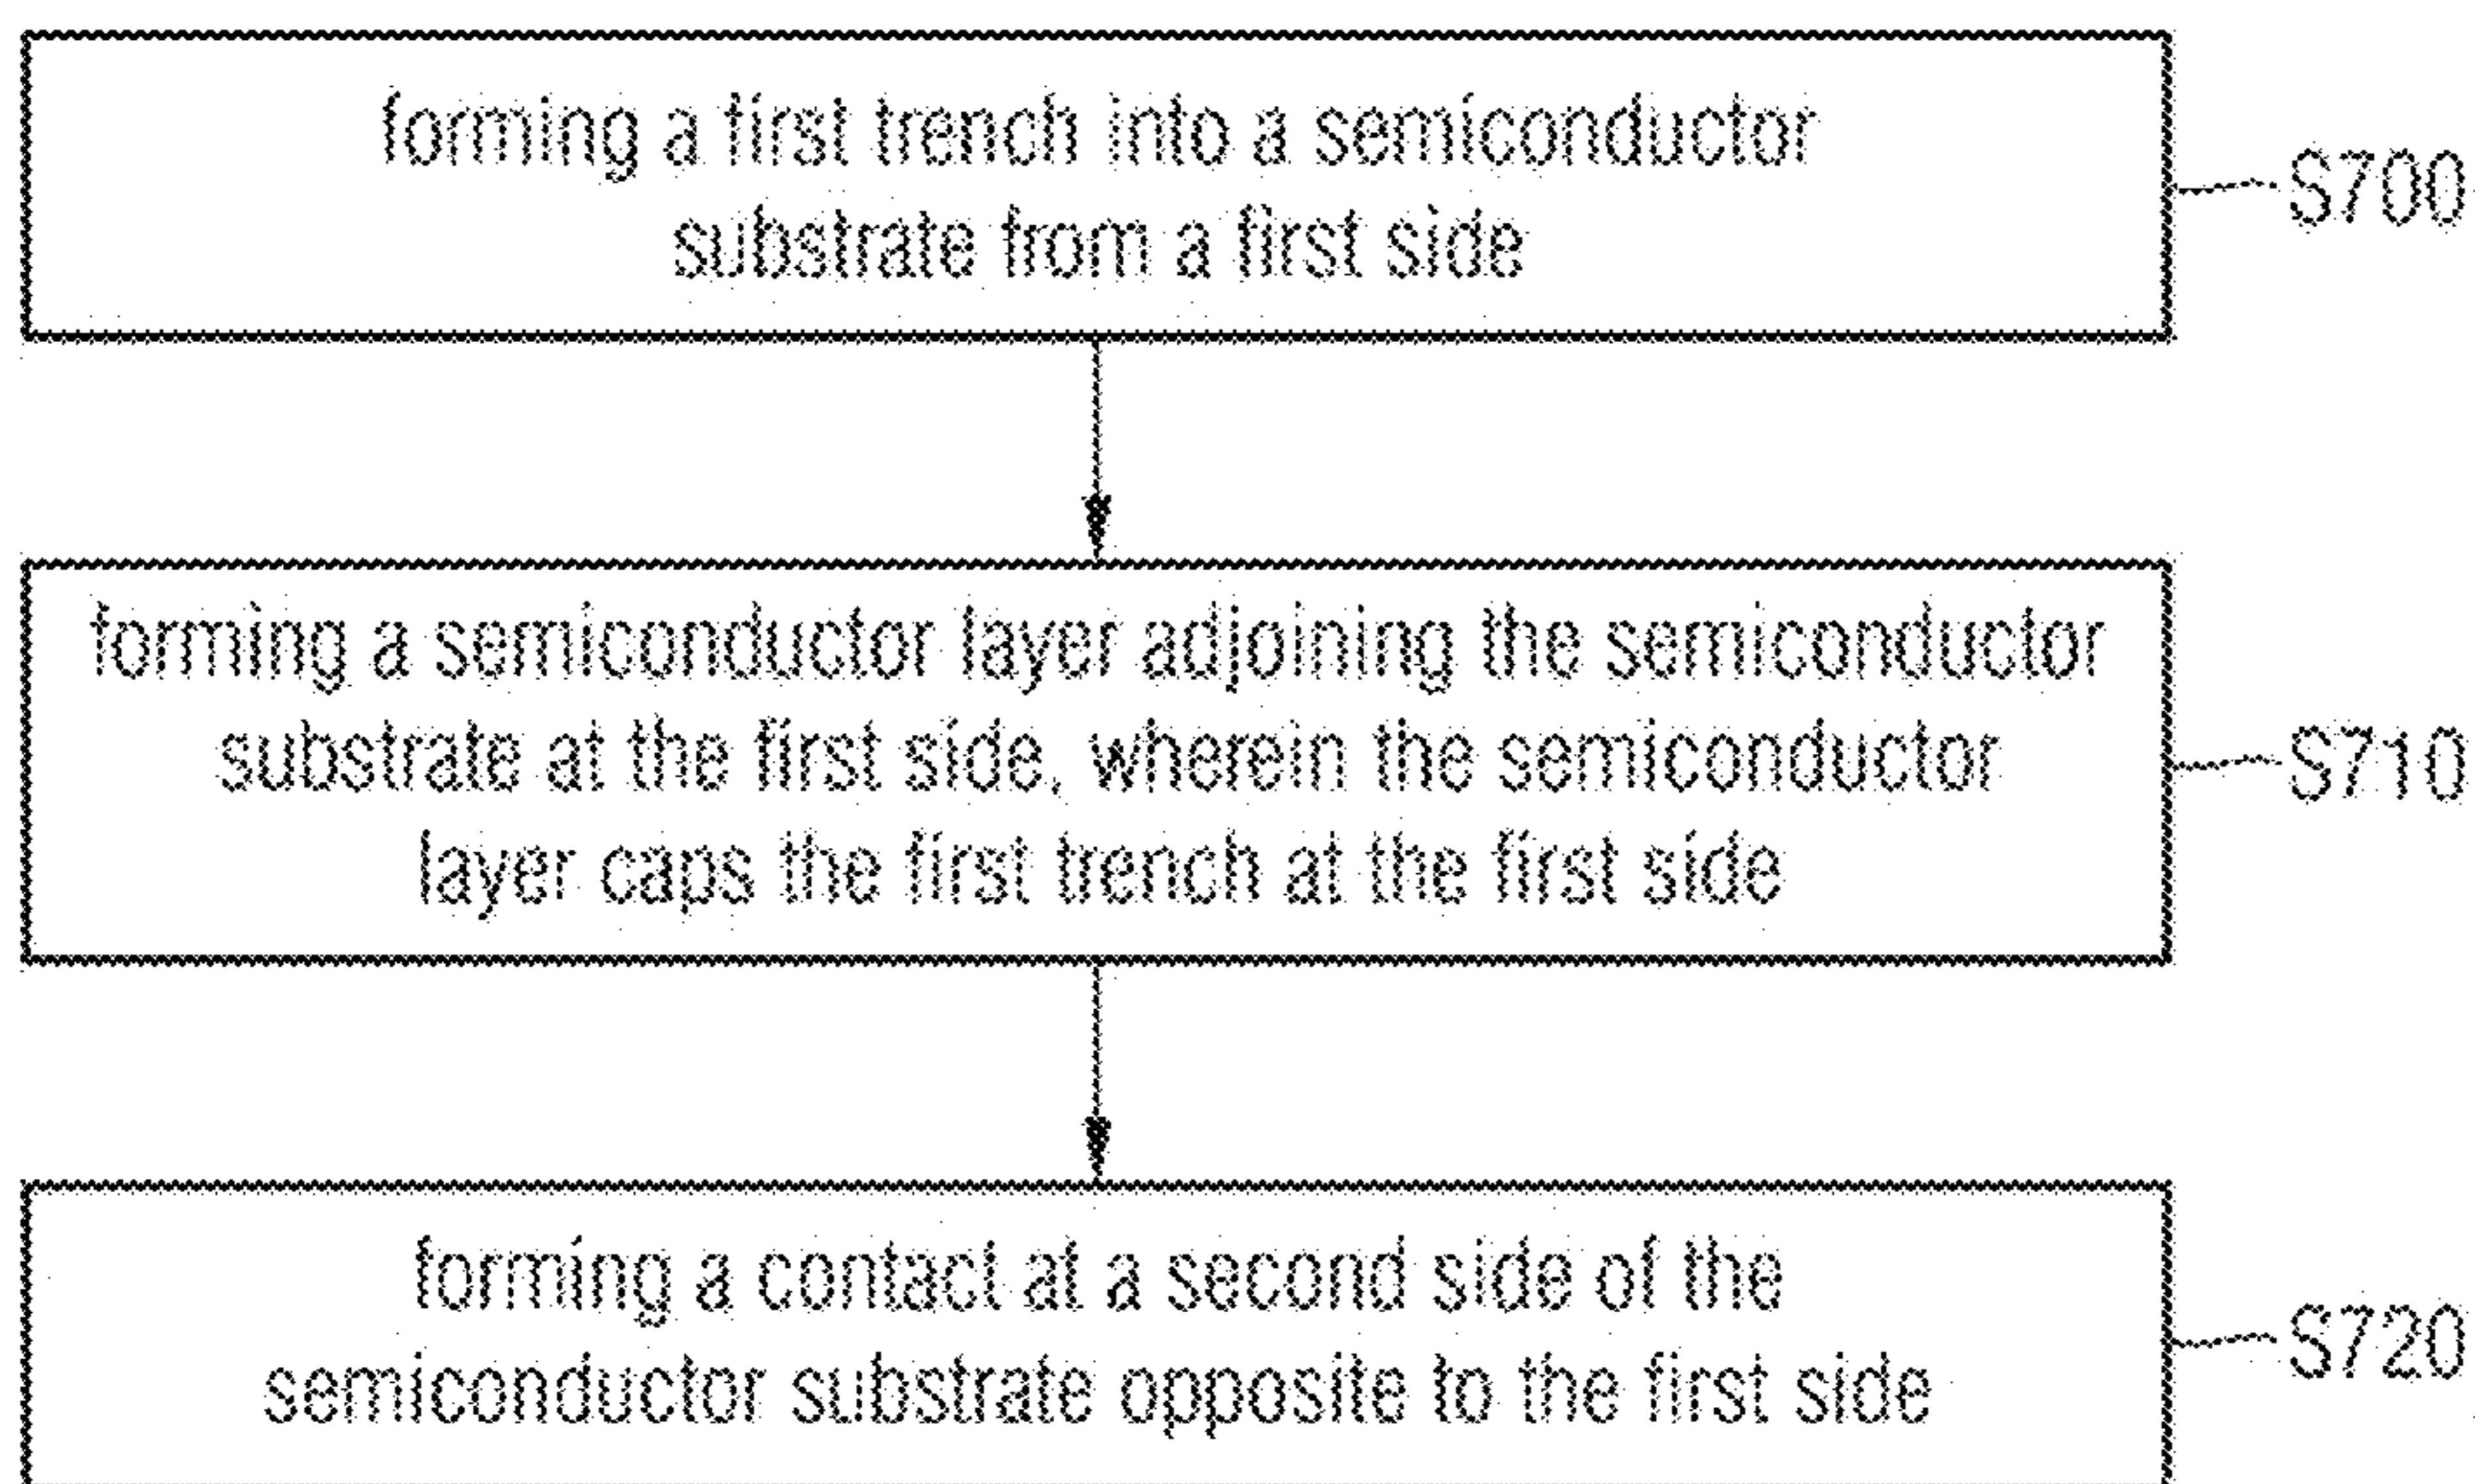 forming a first trench into a semiconductor
substrate from a first side
S700
forming a semiconductor layer adjoining the semiconductor
substrate at the first side, wherein the semiconductor
layer caps the first trench at the first side
S710
forming a contact at a second side of the
semiconductor substrate opposite to the first side
S720